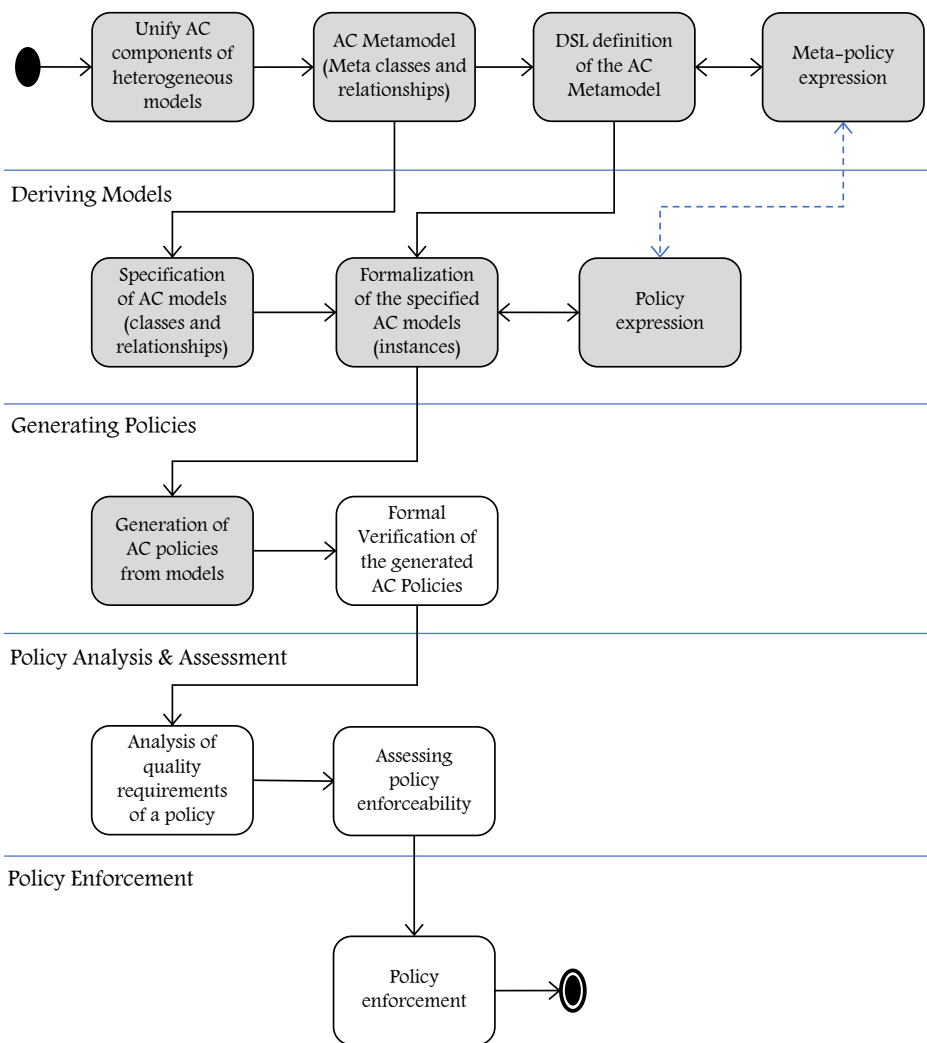 Unify AC
components of
heterogeneous
models
AC Metamodel
(Meta classes and
relationships)
DSL definition
of the AC
Metamodel
Meta-policy
expression
Deriving Models
Specification
of AC models
(classes and
relationships)
Formalization
of the specified
AC models
(instances)
Policy
expression
Generating Policies
Generation of
AC policies
from models
Formal
Verification of
the generated
AC Policies
Policy Analysis & Assessment
Analysis of
quality
requirements
of a policy
Assessing
policy
enforceability
Policy Enforcement
Policy
enforcement